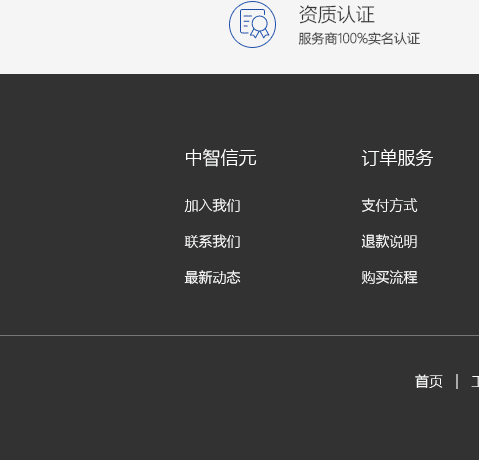 资质认证
服务商100%实名认证
中智信元 订单服务
加入我们 支付方式
联系我们 退款说明
最新动态 购买流程
首页 |